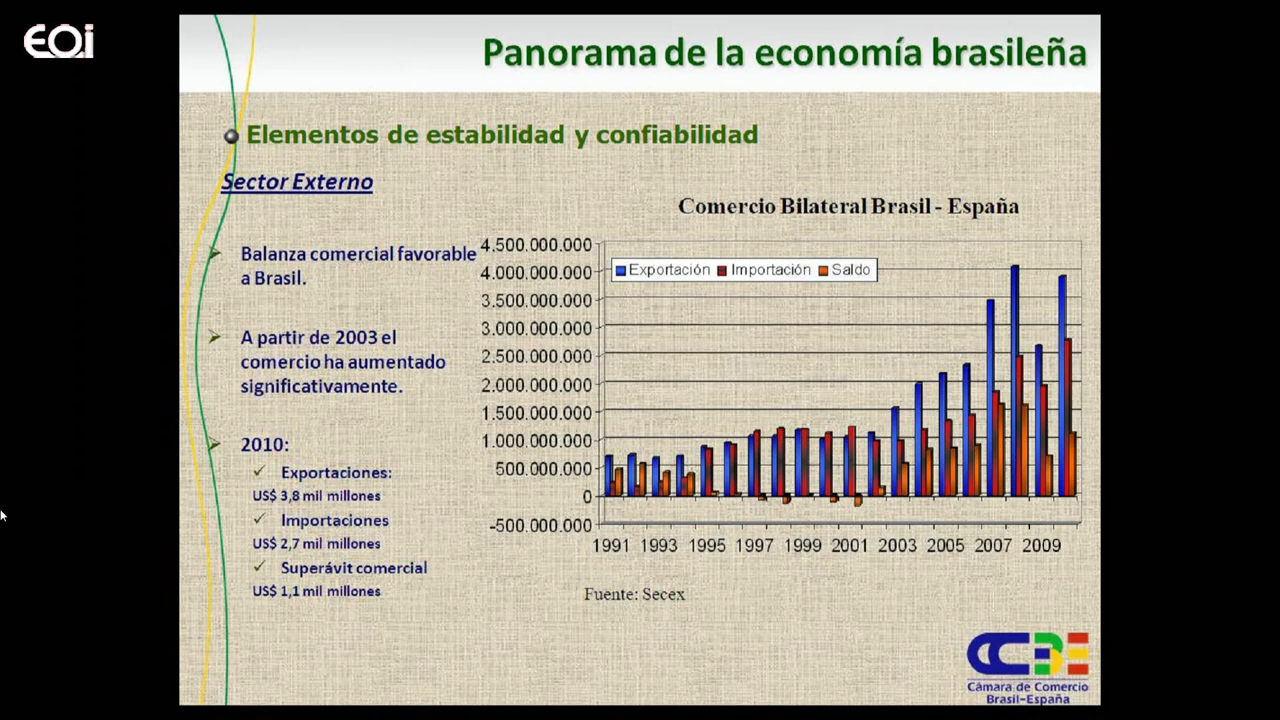 EOi
Panorama de la economía brasileña
Elementos de estabilidad y confiabilidad
Sector Externo
Balanza comercial favorable
a Brasil.
A partir de 2003 el
comercio ha aumentado
significativamente.
2010:
Exportaciones:
US$ 3,8 mil millones
Importaciones
US$ 2,7 mil millones
Superávit comercial
US$ 1,1 mil millones
Comercio Bilateral Brasil - España
4.500.000.000
4.000.000.000
3.500.000.000
3.000.000.000
2.500.000.000
2.000.000.000
1.500.000.000
1.000.000.000
500.000.000
0
-500.000.000
Exportación Importación Saldo
1991 1993 1995 1997 1999 2001 2003 2005 2007 2009
Fuente: Secex
CCBE
Cámara de Comercio
Brasil-España